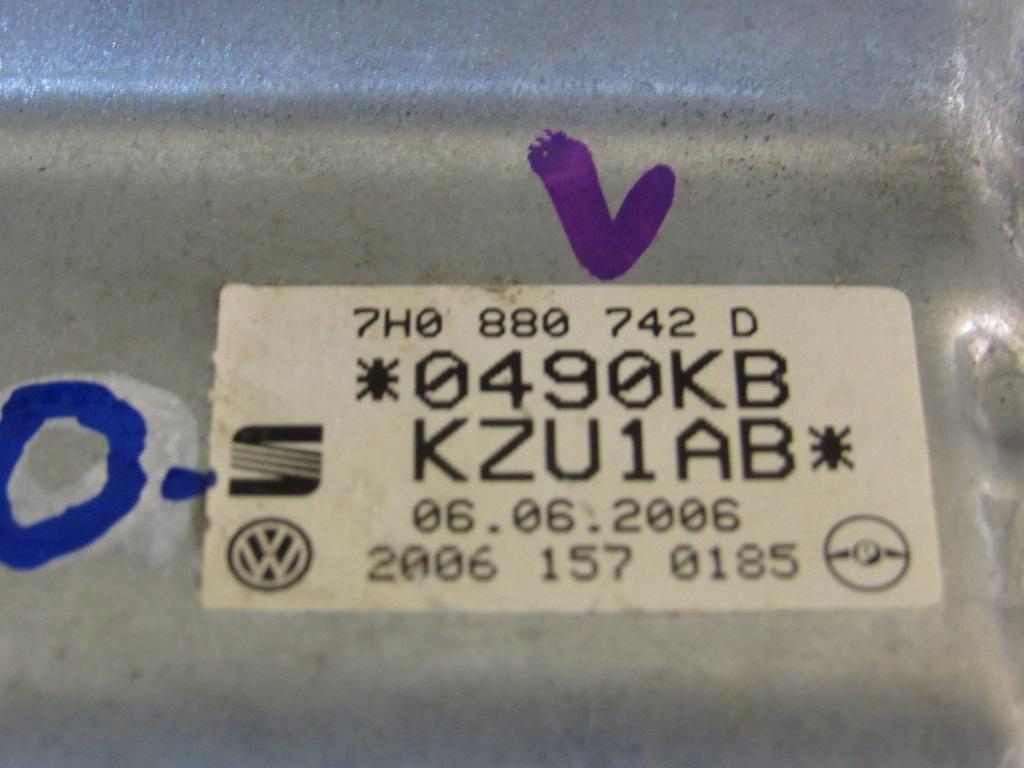 V
7H0 880 742 D
*0490KB
KZU1AB*
06.06.2006
2006 157 0185